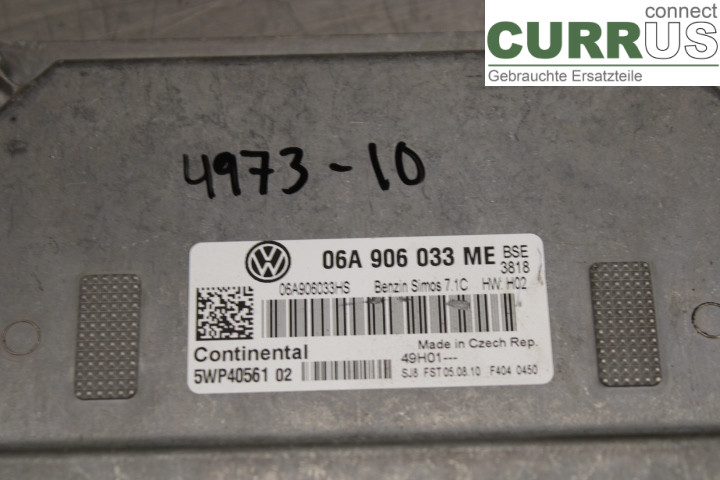 connect
CURRUS
Gebrauchte Ersatzteile
4973-10
06A 906 033 ME BSE
3818
06A906033HS Benzin Simos 7.1C HW: H02
Continental Made in Czech Rep.
49H01---
5WP40561 02 SJ8 FST 05.08.10 F404 0450